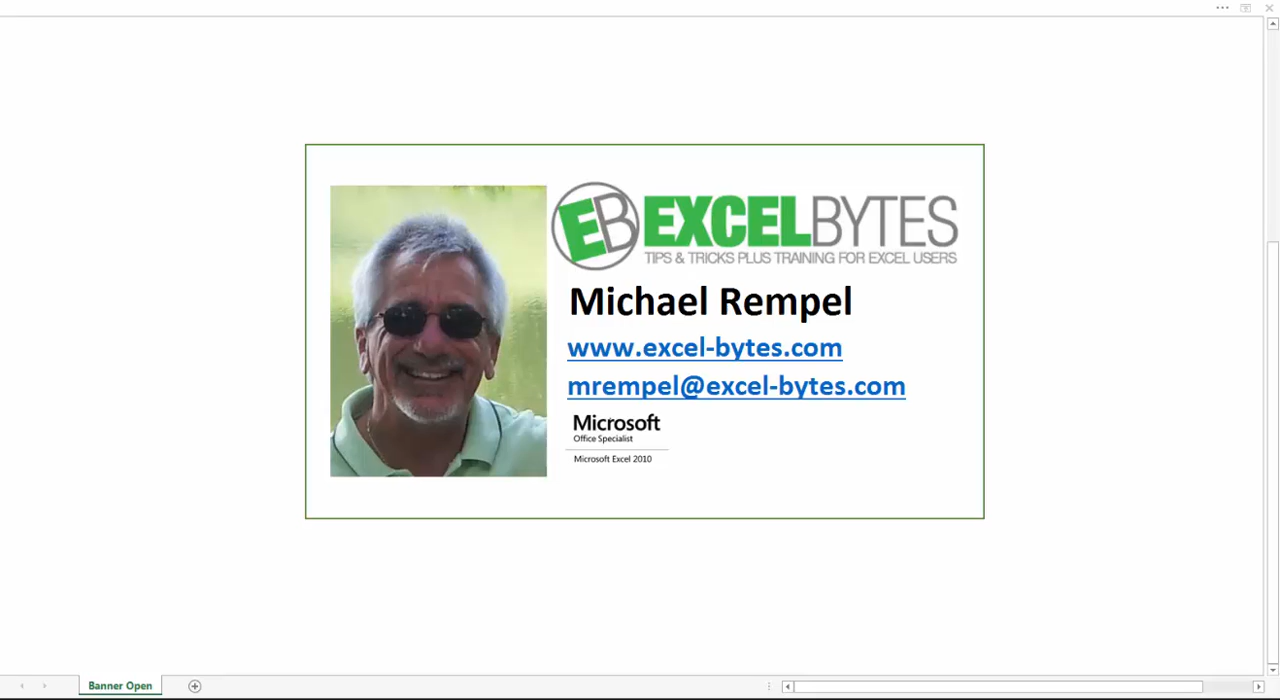 EB EXCELBYTES
TIPS & TRICKS PLUS TRAINING FOR EXCEL USERS
Michael Rempel
www.excel-bytes.com
mrempel@excel-bytes.com
Microsoft
Office Specialist
Microsoft Excel 2010
Banner Open